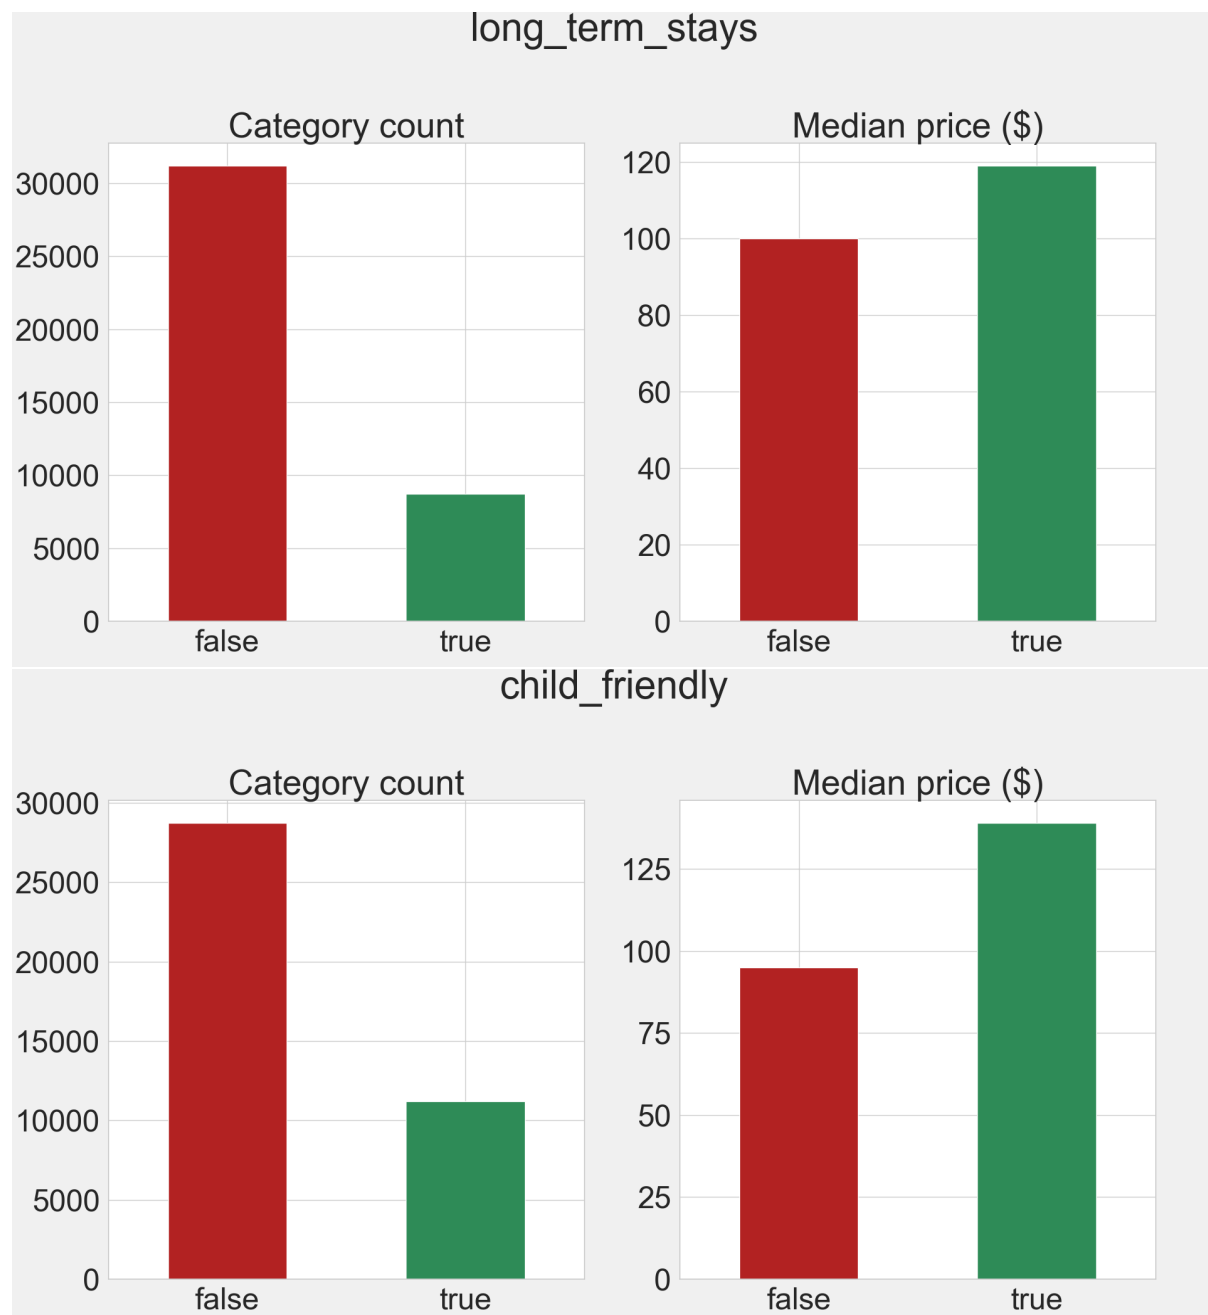 long_term_stays
Category count
30000
25000
20000
15000
10000
5000
0
false true
Median price ($)
120
100
80
60
40
20
0
false true
child_friendly
Category count
30000
25000
20000
15000
10000
5000
0
false true
Median price ($)
125
100
75
50
25
0
false true